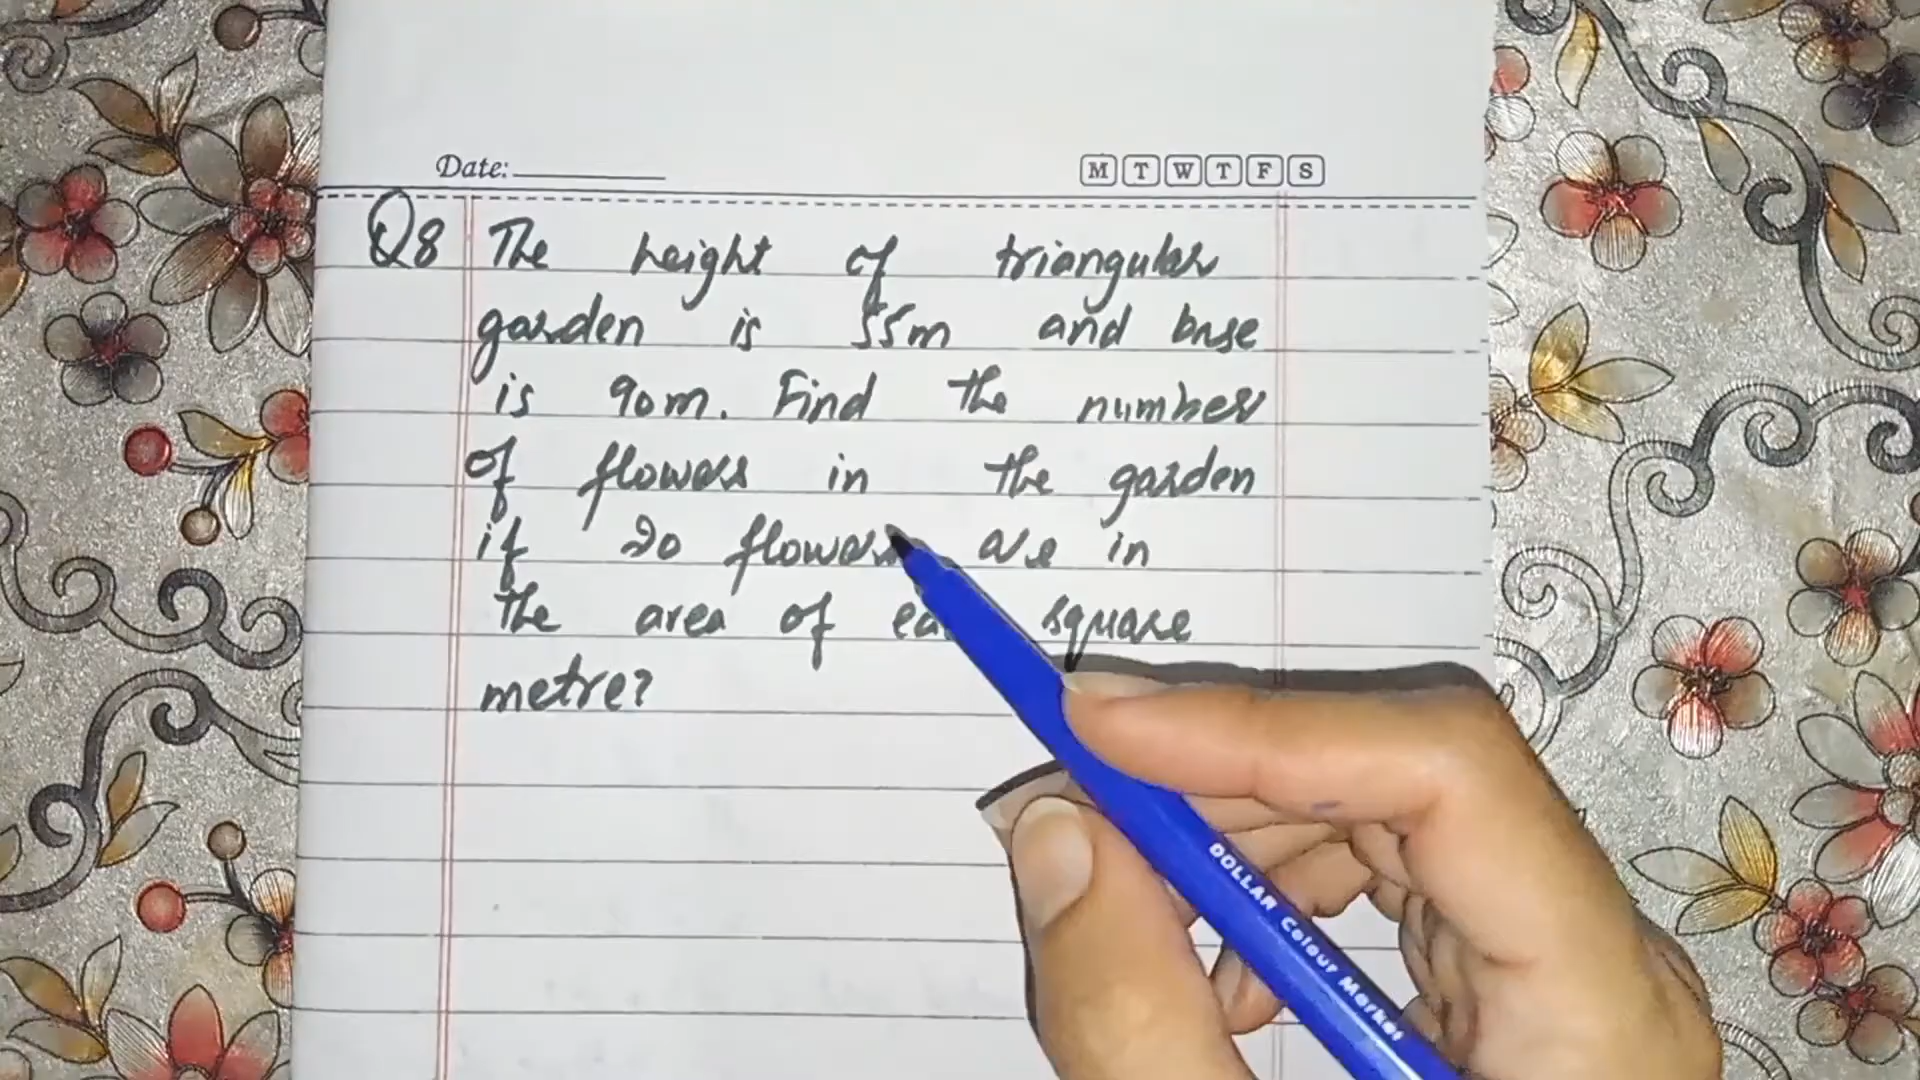 Date:
M T W T F S
Q8 The height of triangular
garden is 55m and base
is 90m. Find the number
of flowers in the garden
if 20 flowers are in
the area of square
metre?
DOLLAR Colour Marker